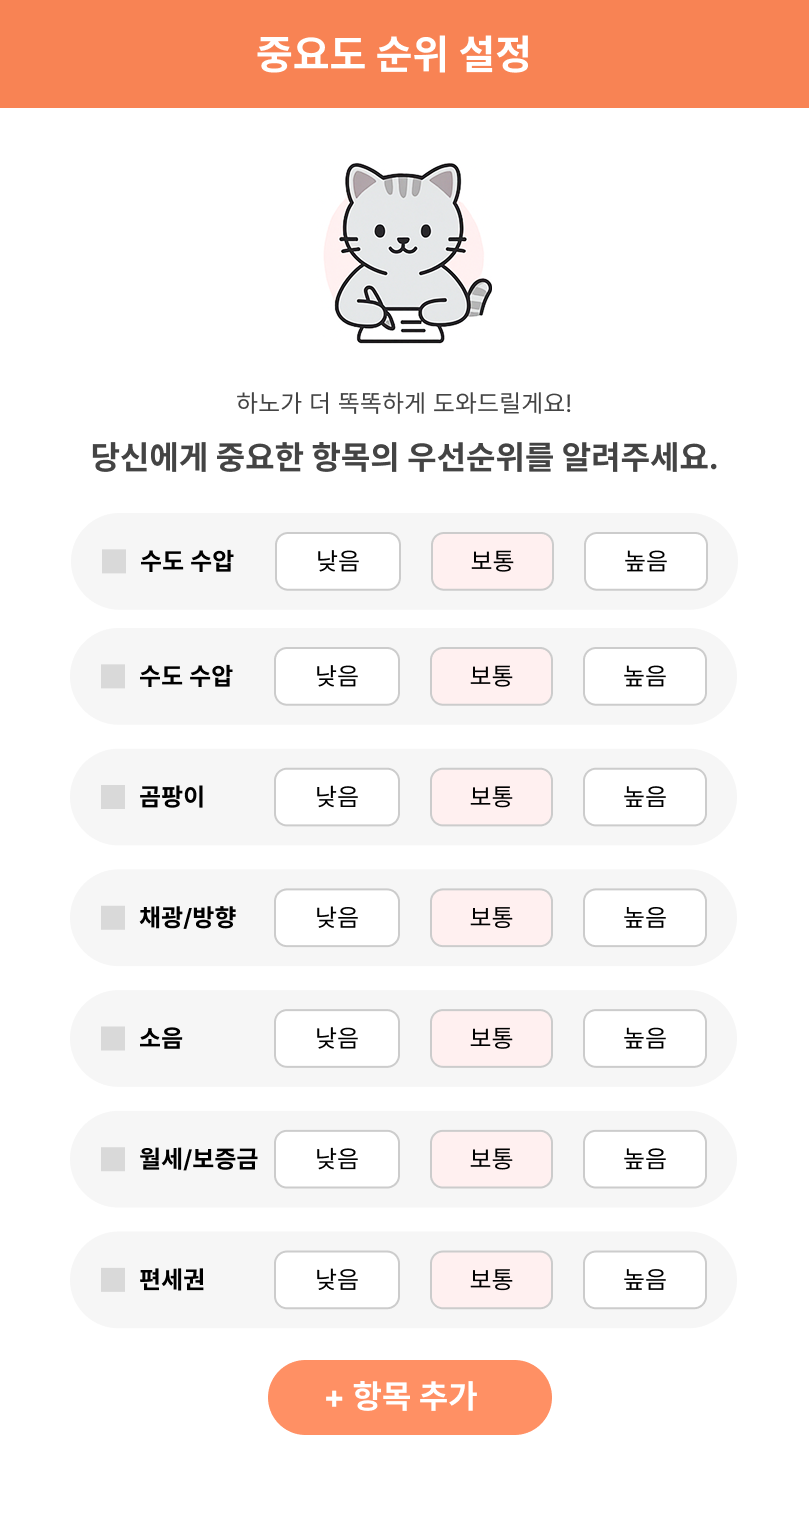 중요도 순위 설정
하노가 더 똑똑하게 도와드릴게요!
당신에게 중요한 항목의 우선순위를 알려주세요.
수도 수압 낮음 보통 높음
수도 수압 낮음 보통 높음
곰팡이 낮음 보통 높음
채광/방향 낮음 보통 높음
소음 낮음 보통 높음
월세/보증금 낮음 보통 높음
편세권 낮음 보통 높음
+ 항목 추가